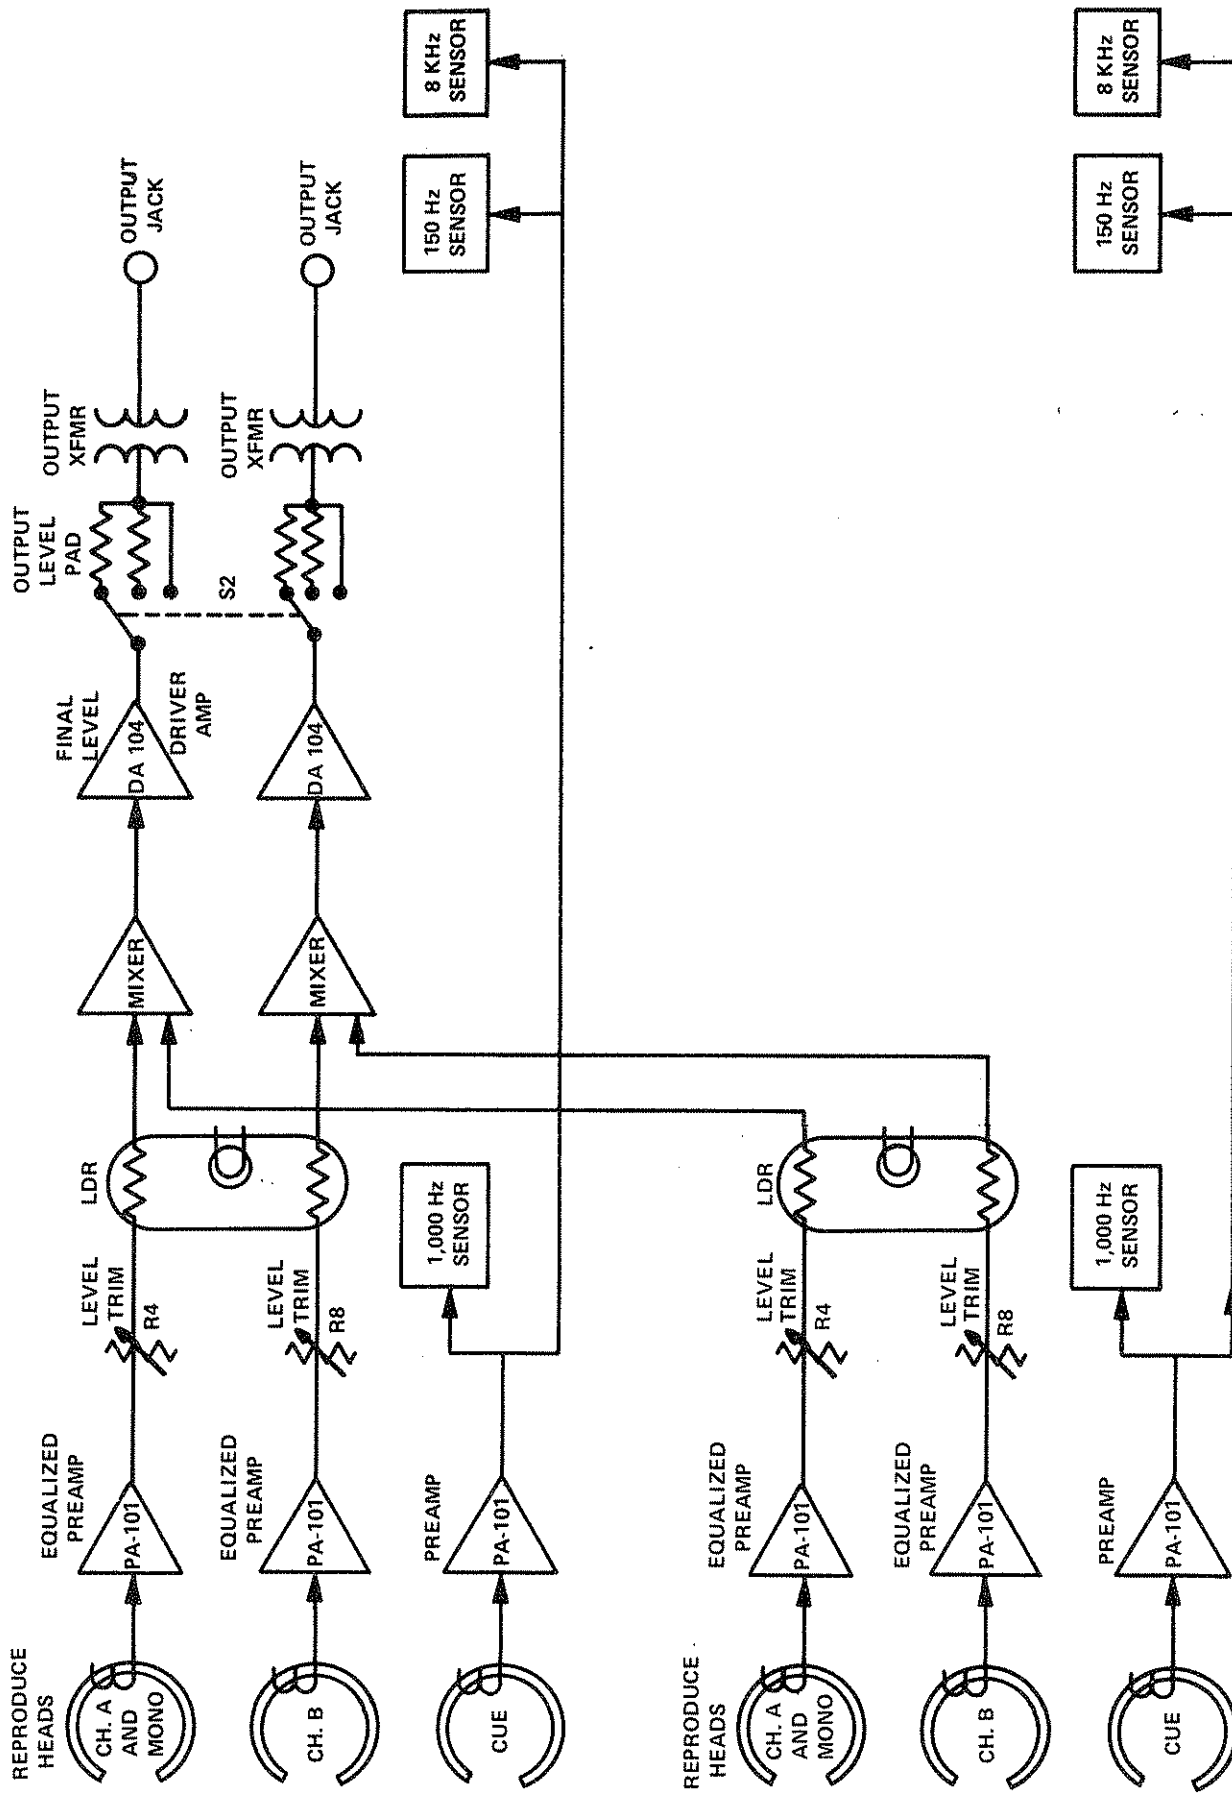 REPRODUCE
HEADS
CH. A
AND
MONO
EQUALIZED
PREAMP
PA-101
LEVEL
TRIM
R4
LDR
MIXER
FINAL
LEVEL
DA 104
DRIVER
AMP
OUTPUT
LEVEL
PAD
OUTPUT
XFMR
OUTPUT
JACK
CH. B
EQUALIZED
PREAMP
PA-101
LEVEL
TRIM
R8
MIXER
DA 104
S2
OUTPUT
XFMR
OUTPUT
JACK
CUE
PREAMP
PA-101
1,000 Hz
SENSOR
150 Hz
SENSOR
8 KHz
SENSOR
REPRODUCE
HEADS
CH. A
AND
MONO
EQUALIZED
PREAMP
PA-101
LEVEL
TRIM
R4
LDR
CH. B
EQUALIZED
PREAMP
PA-101
LEVEL
TRIM
R8
CUE
PREAMP
PA-101
1,000 Hz
SENSOR
150 Hz
SENSOR
8 KHz
SENSOR